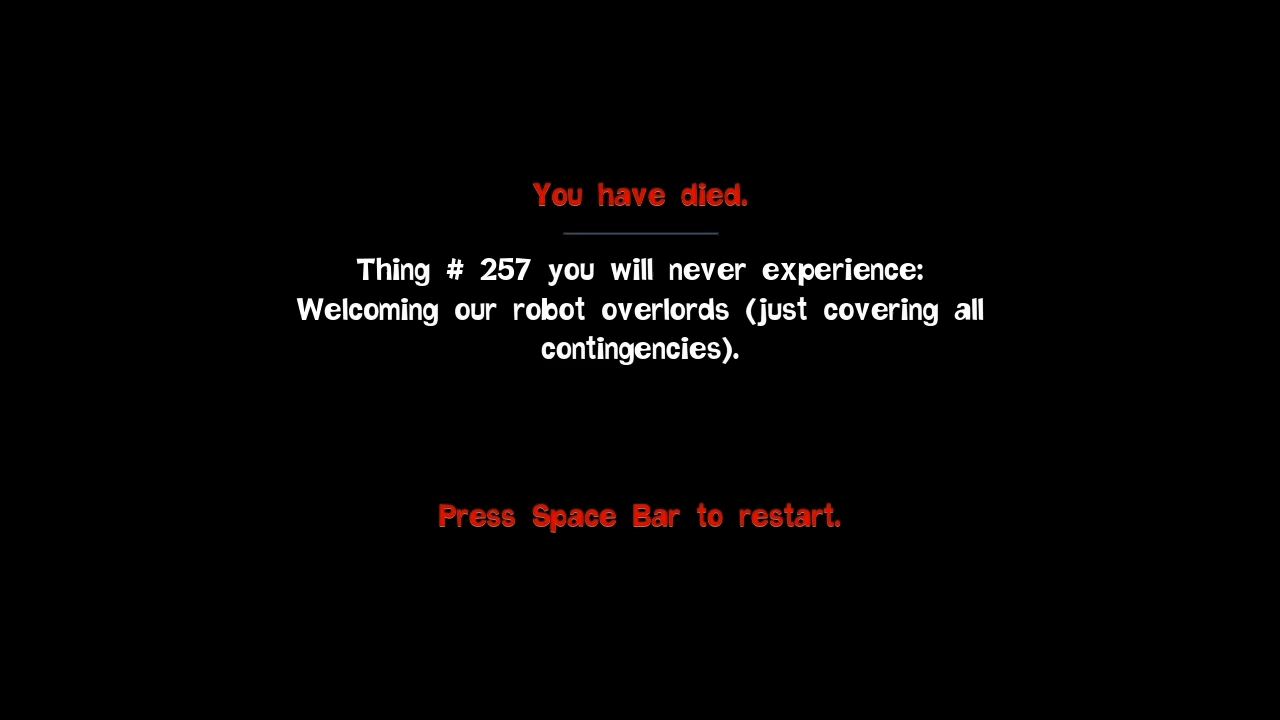 You have died.
Thing # 257 you will never experience:
Welcoming our robot overlords (just covering all
contingencies).
Press Space Bar to restart.